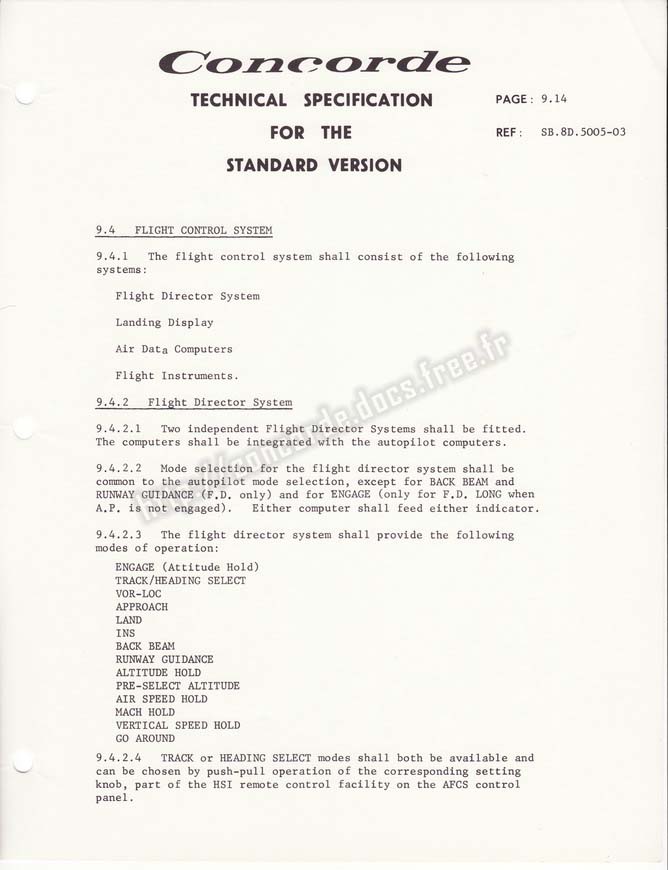 Concorde
TECHNICAL SPECIFICATION
PAGE: 9.14
FOR THE
REF: SB.8D.5005-03
STANDARD VERSION
9.4 FLIGHT CONTROL SYSTEM
9.4.1 The flight control system shall consist of the following
systems:
Flight Director System
Landing Display
Air Data Computers
Flight Instruments.
9.4.2 Flight Director System
9.4.2.1 Two independent Flight Director Systems shall be fitted.
The computers shall be integrated with the autopilot computers.
9.4.2.2 Mode selection for the flight director system shall be
common to the autopilot mode selection, except for BACK BEAM and
RUNWAY GUIDANCE (F.D. only) and for ENGAGE (only for F.D. LONG when
A.P. is not engaged). Either computer shall feed either indicator.
9.4.2.3 The flight director system shall provide the following
modes of operation:
ENGAGE (Attitude Hold)
TRACK/HEADING SELECT
VOR-LOC
APPROACH
LAND
INS
BACK BEAM
RUNWAY GUIDANCE
ALTITUDE HOLD
PRE-SELECT ALTITUDE
AIR SPEED HOLD
MACH HOLD
VERTICAL SPEED HOLD
GO AROUND
9.4.2.4 TRACK or HEADING SELECT modes shall both be available and
can be chosen by push-pull operation of the corresponding setting
knob, part of the HSI remote control facility on the AFCS control
panel.
http://concorde.docs.free.fr